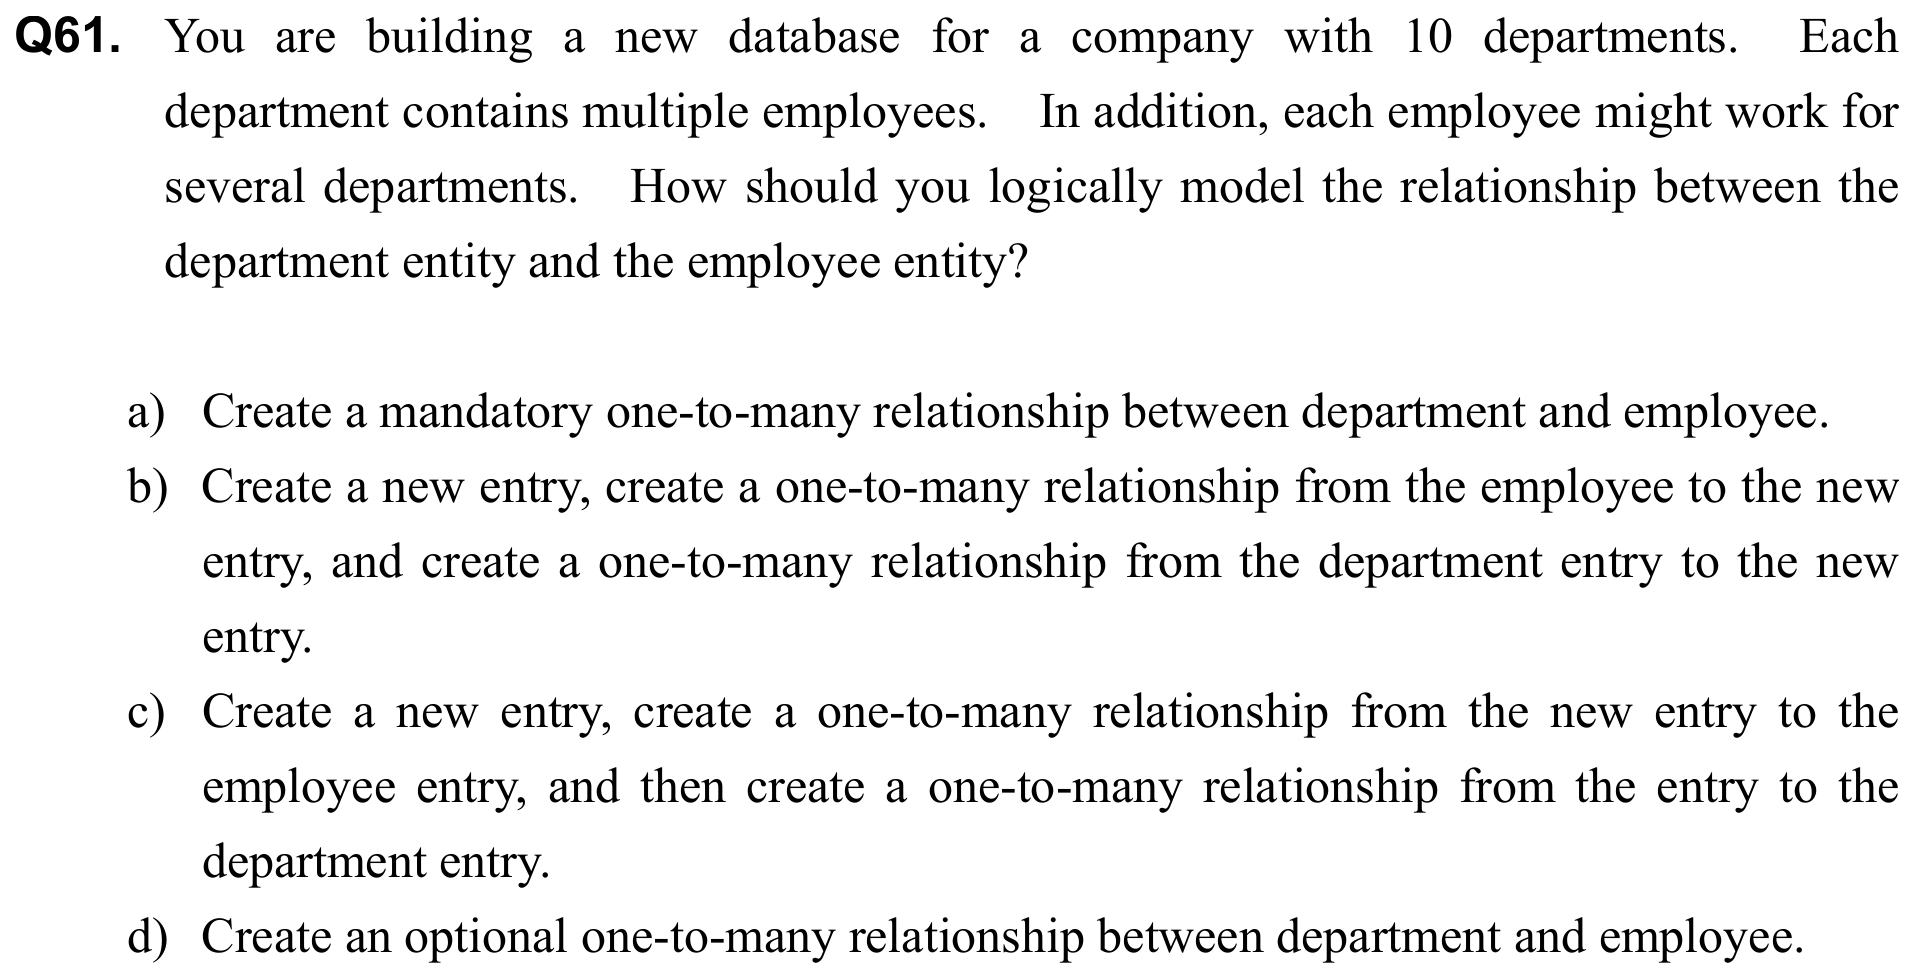 Q61. You are building a new database for a company with 10 departments. Each
department contains multiple employees. In addition, each employee might work for
several departments. How should you logically model the relationship between the
department entity and the employee entity?
a) Create a mandatory one-to-many relationship between department and employee.
b) Create a new entry, create a one-to-many relationship from the employee to the new
entry, and create a one-to-many relationship from the department entry to the new
entry.
c) Create a new entry, create a one-to-many relationship from the new entry to the
employee entry, and then create a one-to-many relationship from the entry to the
department entry.
d) Create an optional one-to-many relationship between department and employee.